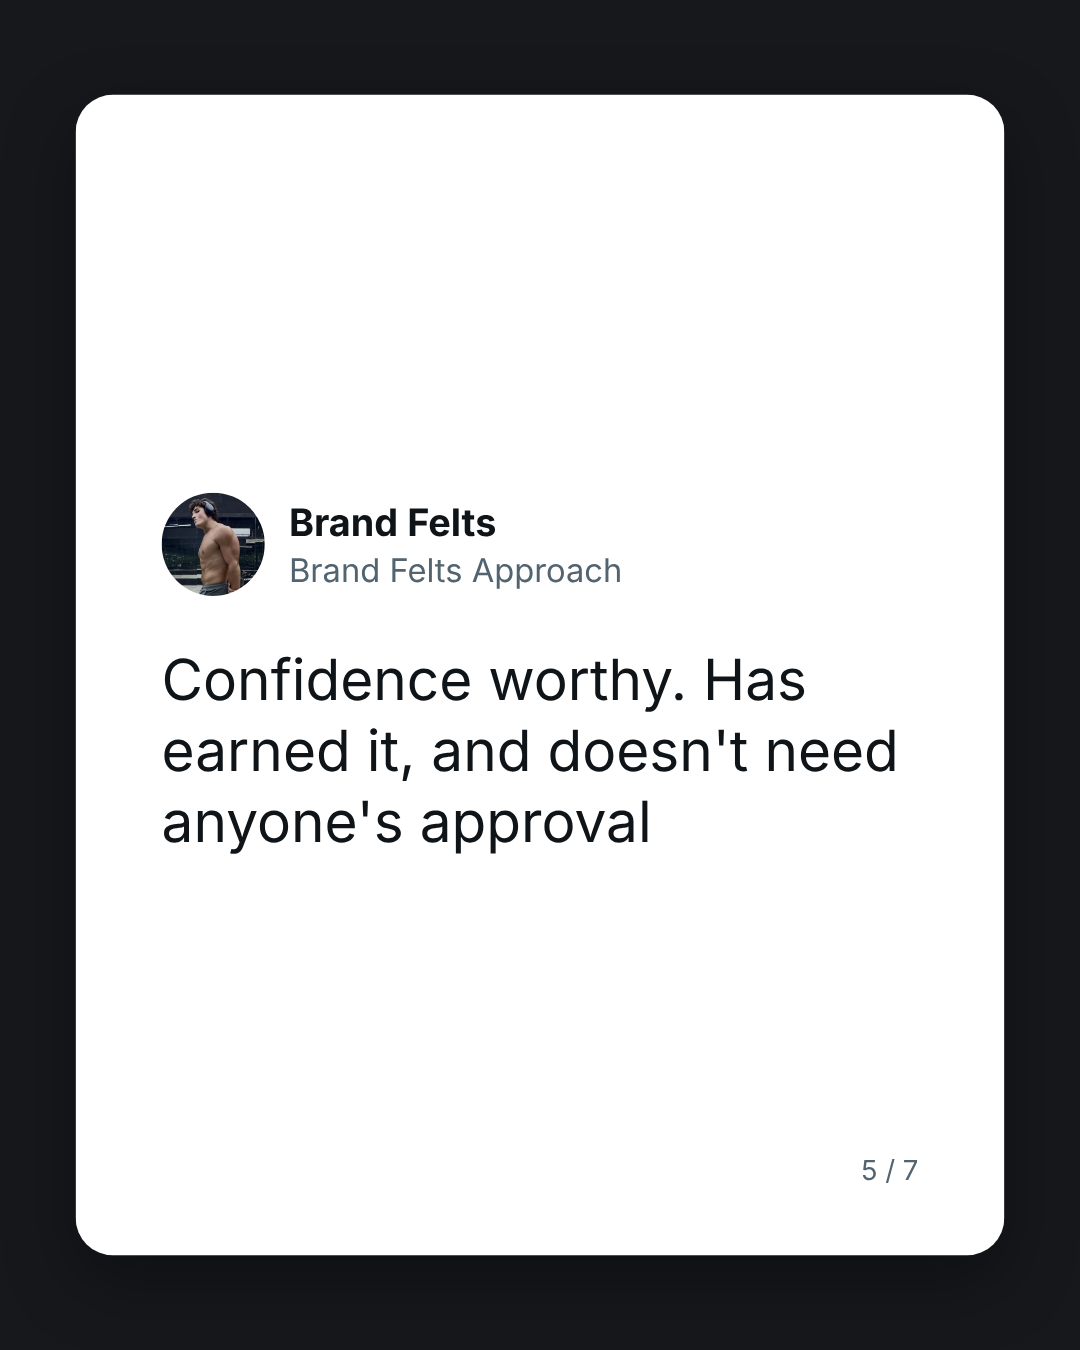 Brand Felts
Brand Felts Approach
Confidence worthy. Has
earned it, and doesn't need
anyone's approval
5 / 7